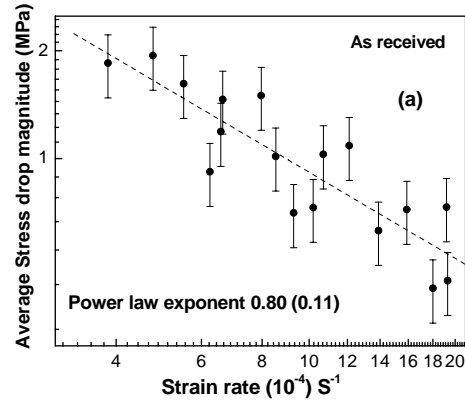 2
As received
(a)
1
Power law exponent 0.80 (0.11)
4 6 8 10 12 14 16 18 20
Strain rate (10⁻⁴) S⁻¹
Average Stress drop magnitude (MPa)